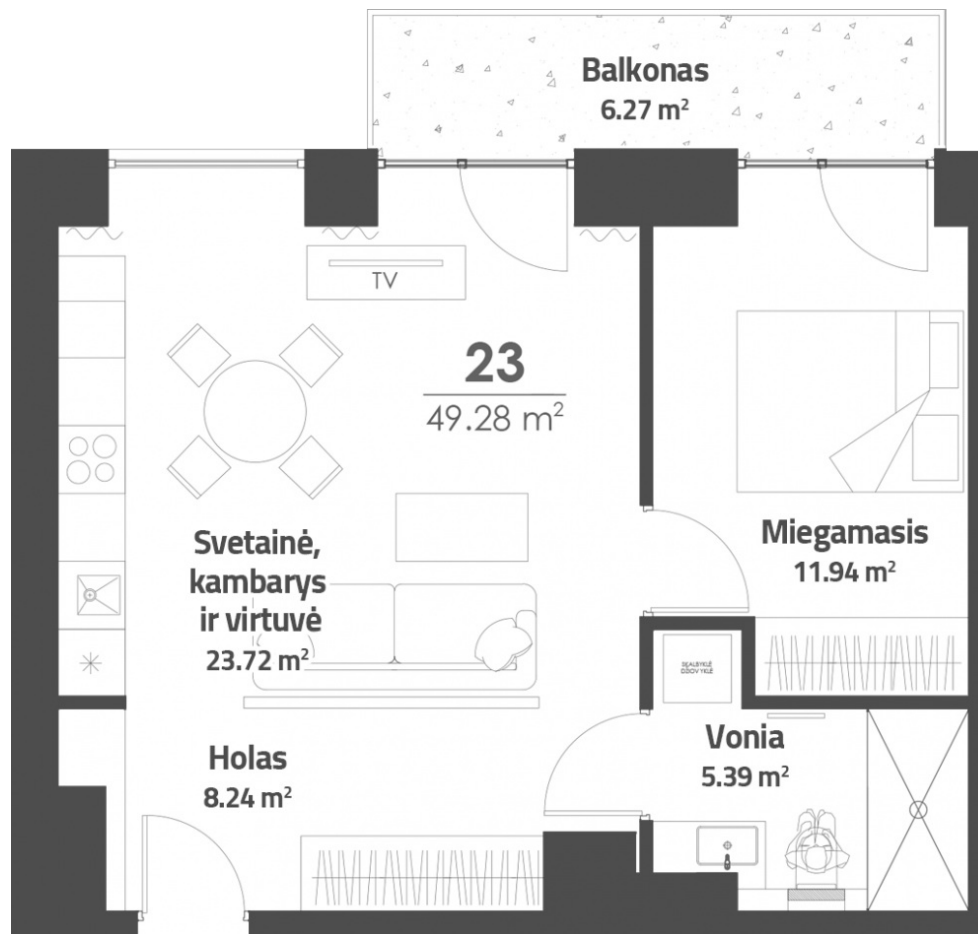 Balkonas
6.27 m²
TV
23
49.28 m²
Svetainė,
kambarys
ir virtuvė
23.72 m²
Miegamasis
11.94 m²
Holas
8.24 m²
Vonia
5.39 m²